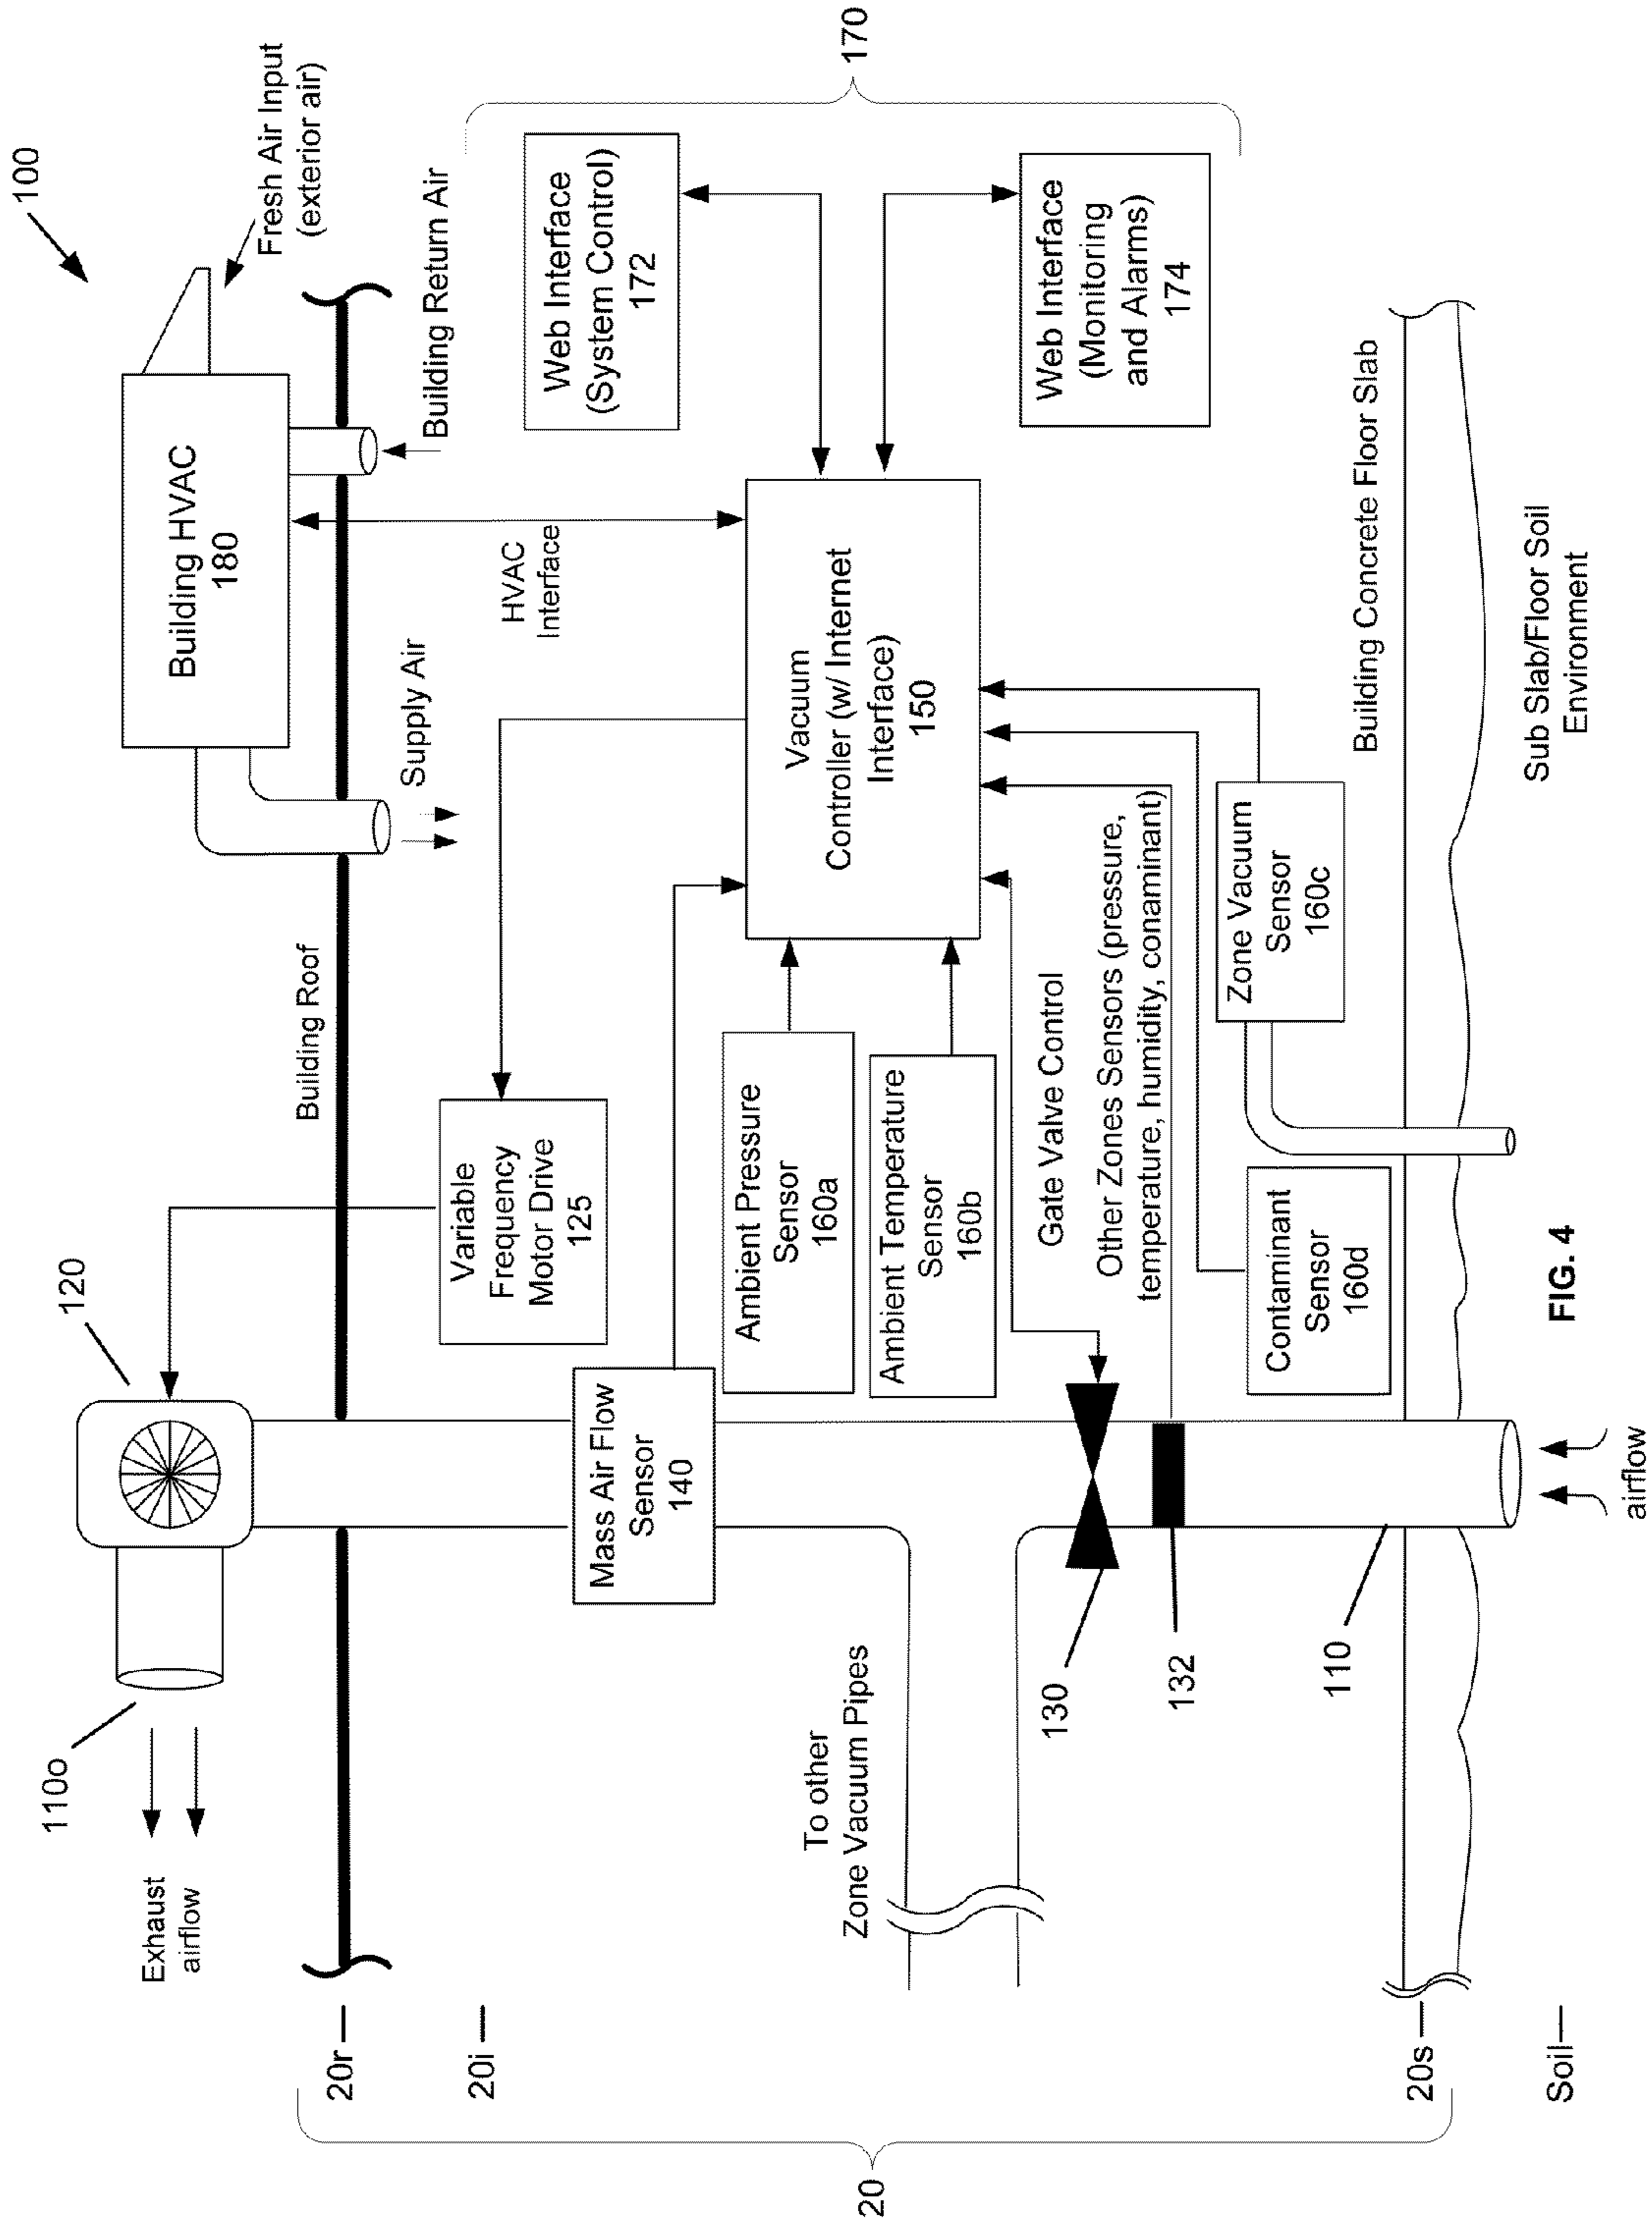 100
Fresh Air Input
(exterior air)
Building HVAC
180
120
110o
Exhaust
airflow
Building Return Air
Supply Air
Building Roof
20r
20i
HVAC
Interface
Web Interface
(System Control)
172
170
Variable
Frequency
Motor Drive
125
Mass Air Flow
Sensor
140
Vacuum
Controller (w/ Internet
Interface)
150
Ambient Pressure
Sensor
160a
Ambient Temperature
Sensor
160b
Web Interface
(Monitoring
and Alarms)
174
To other
Zone Vacuum Pipes
Gate Valve Control
Other Zones Sensors (pressure,
temperature, humidity, conaminant)
130
132
110
Zone Vacuum
Sensor
160c
Contaminant
Sensor
160d
Building Concrete Floor Slab
20s
20
Sub Slab/Floor Soil
Environment
Soil
airflow
FIG. 4